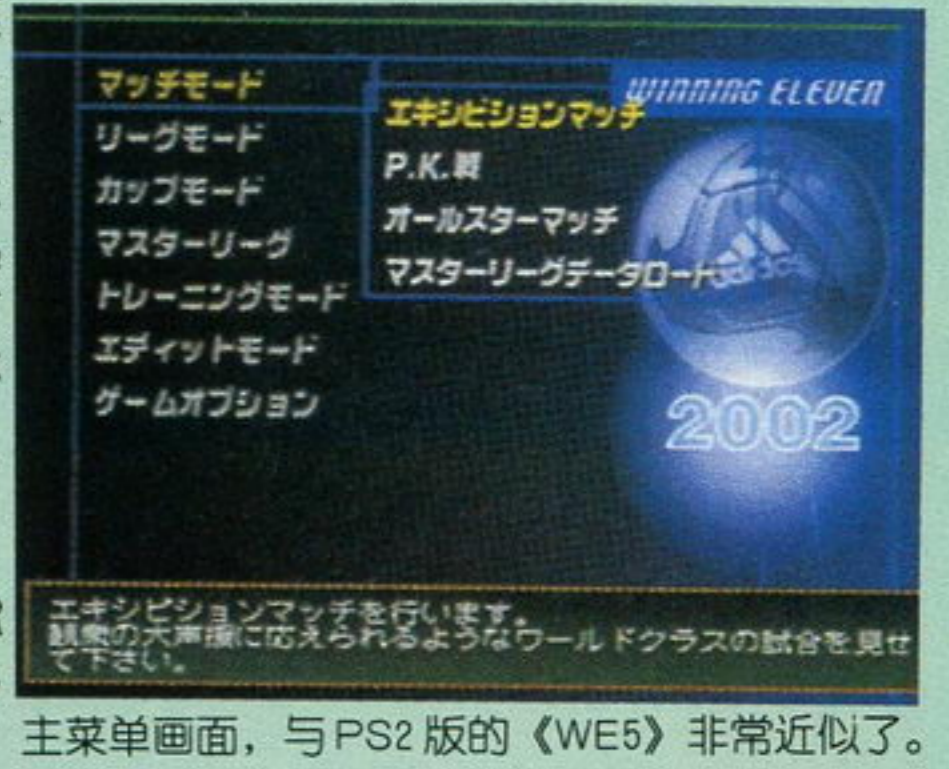 マッチモード
リーグモード
カップモード
マスターリーグ
トレーニングモード
エディットモード
ゲームオプション
エキシビションマッチ
P.K.戦
オールスターマッチ
マスターリーグデータロード
WINNING ELEVEN
adidas
2002
エキシビションマッチを行います。
観衆の大声援に応えられるようなワールドクラスの試合を見せ
て下さい。
主菜单画面，与PS2版的《WE5》非常近似了。